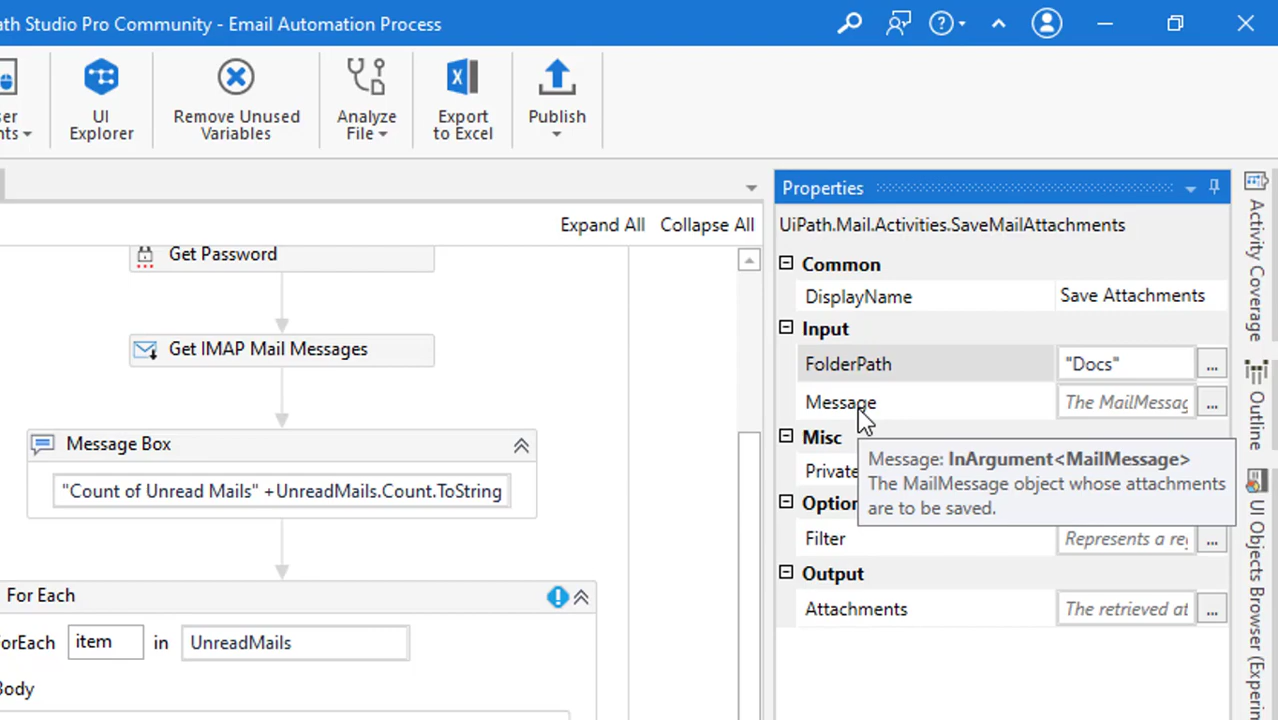 ath Studio Pro Community - Email Automation Process
ser
nts
UI
Explorer
Remove Unused
Variables
Analyze
File
Export
to Excel
Publish
Properties
Expand All Collapse All
UiPath.Mail.Activities.SaveMailAttachments
Get Password
Common
DisplayName Save Attachments
Input
Get IMAP Mail Messages
FolderPath "Docs" ...
Message The MailMessag ...
Misc
Message Box
Message: InArgument<MailMessage>
The MailMessage object whose attachments
are to be saved.
Private
"Count of Unread Mails" +UnreadMails.Count.ToString
Option
Filter Represents a re ...
Output
For Each
Attachments The retrieved at ...
ForEach item in UnreadMails
Body
Activity Coverage
Outline
UI Objects Browser (Experin